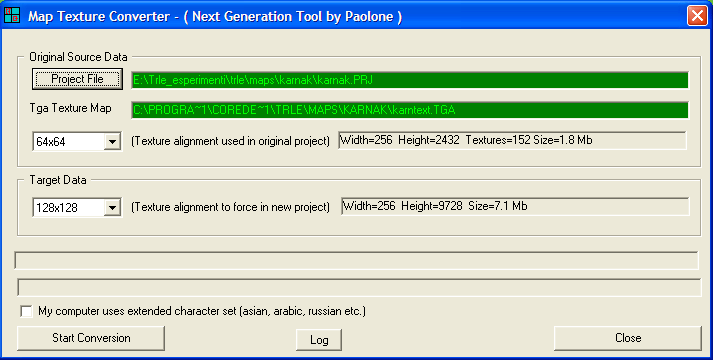 Map Texture Converter - ( Next Generation Tool by Paolone )
Original Source Data
Project File E:\Trle_esperimenti\trle\maps\karnak\karnak.PRJ
Tga Texture Map C:\PROGRA~1\COREDE~1\TRLE\MAPS\KARNAK\karntext.TGA
64x64 (Texture alignment used in original project) Width=256 Height=2432 Textures=152 Size=1.8 Mb
Target Data
128x128 (Texture alignment to force in new project) Width=256 Height=9728 Size=7.1 Mb
My computer uses extended character set (asian, arabic, russian etc.)
Start Conversion Log Close